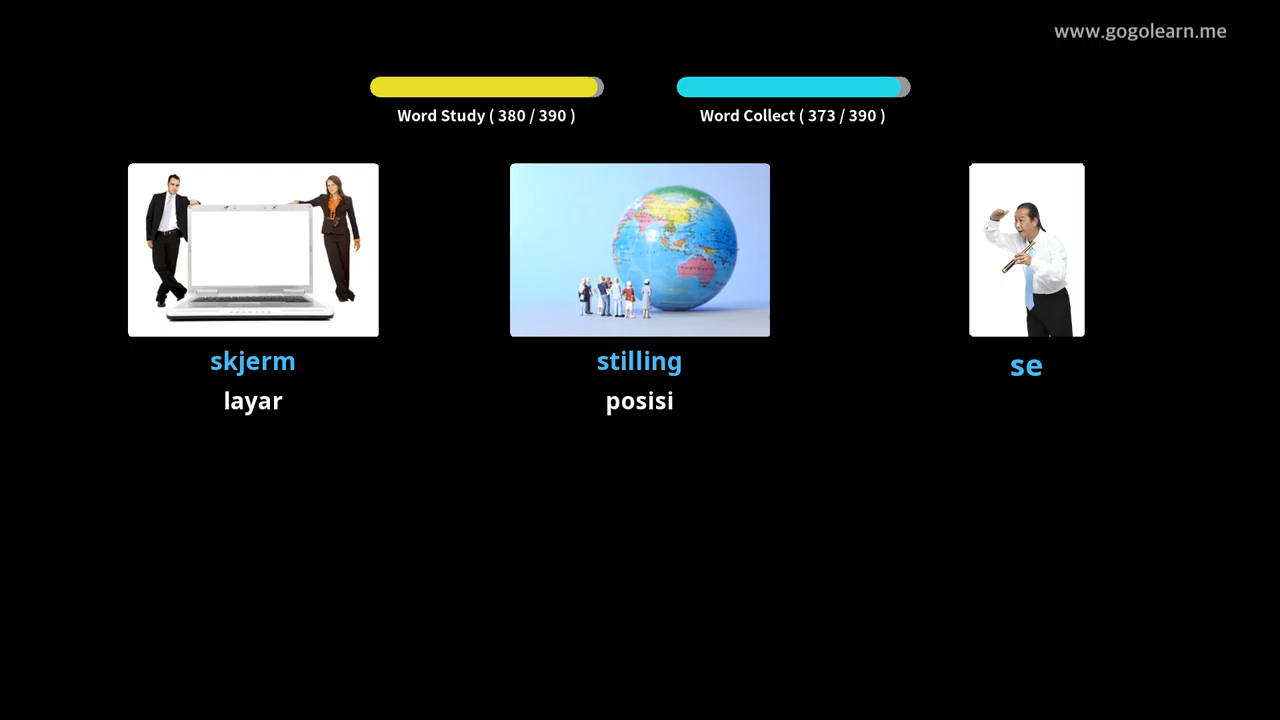 www.gogolearn.me
Word Study ( 380 / 390 )
Word Collect ( 373 / 390 )
skjerm
layar
stilling
posisi
se